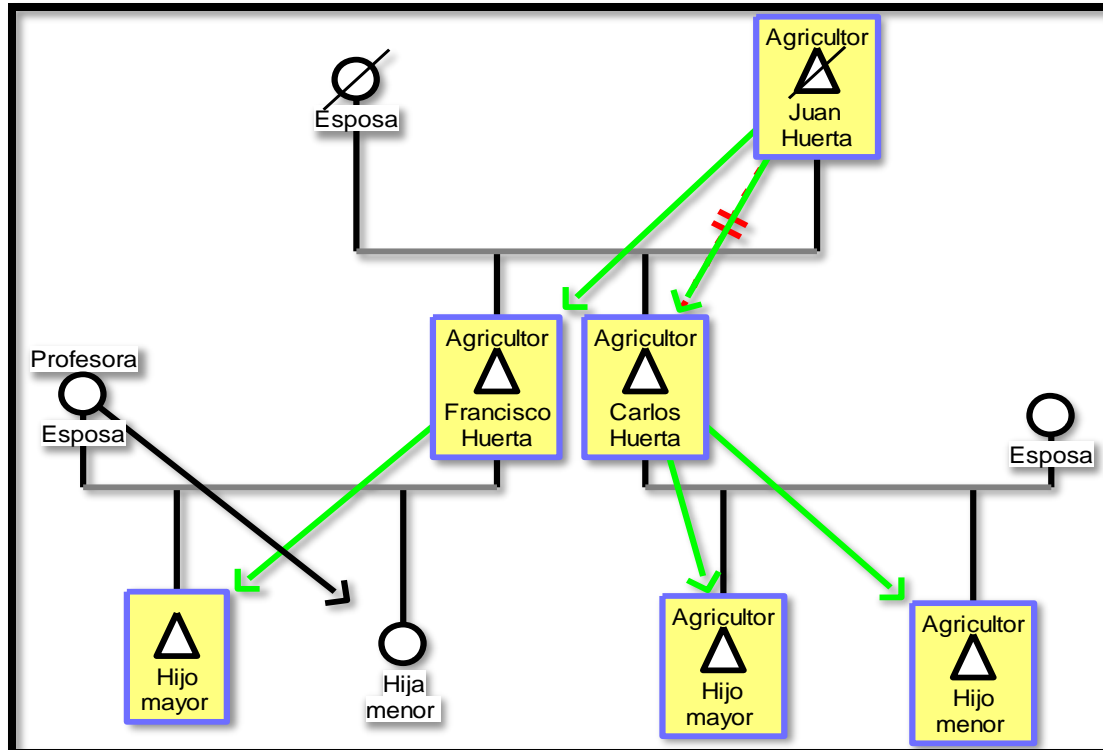 Agricultor
Juan
Huerta
Esposa
Agricultor
Francisco
Huerta
Agricultor
Carlos
Huerta
Profesora
Esposa
Esposa
Hijo
mayor
Hija
menor
Agricultor
Hijo
mayor
Agricultor
Hijo
menor